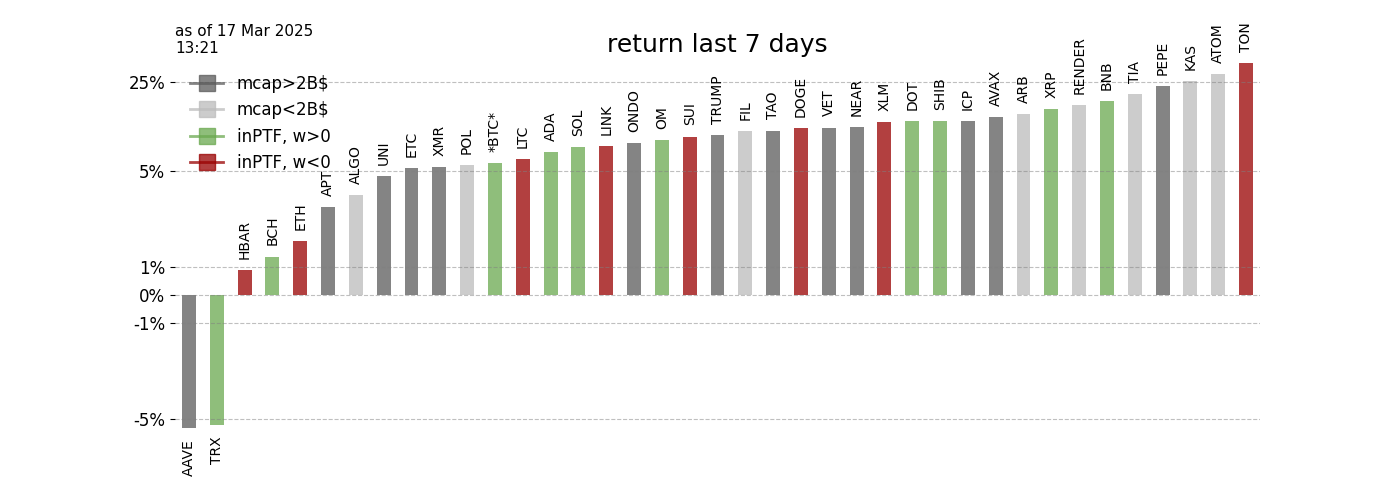 as of 17 Mar 2025
13:21
return last 7 days
mcap>2B$
mcap<2B$
inPTF, w>0
inPTF, w<0
25%
5%
1%
0%
-1%
-5%
AAVE
TRX
HBAR
BCH
ETH
APT
ALGO
UNI
ETC
XMR
POL
*BTC*
LTC
ADA
SOL
LINK
ONDO
OM
SUI
TRUMP
FIL
TAO
DOGE
VET
NEAR
XLM
DOT
SHIB
ICP
AVAX
ARB
XRP
RENDER
BNB
TIA
PEPE
KAS
ATOM
TON